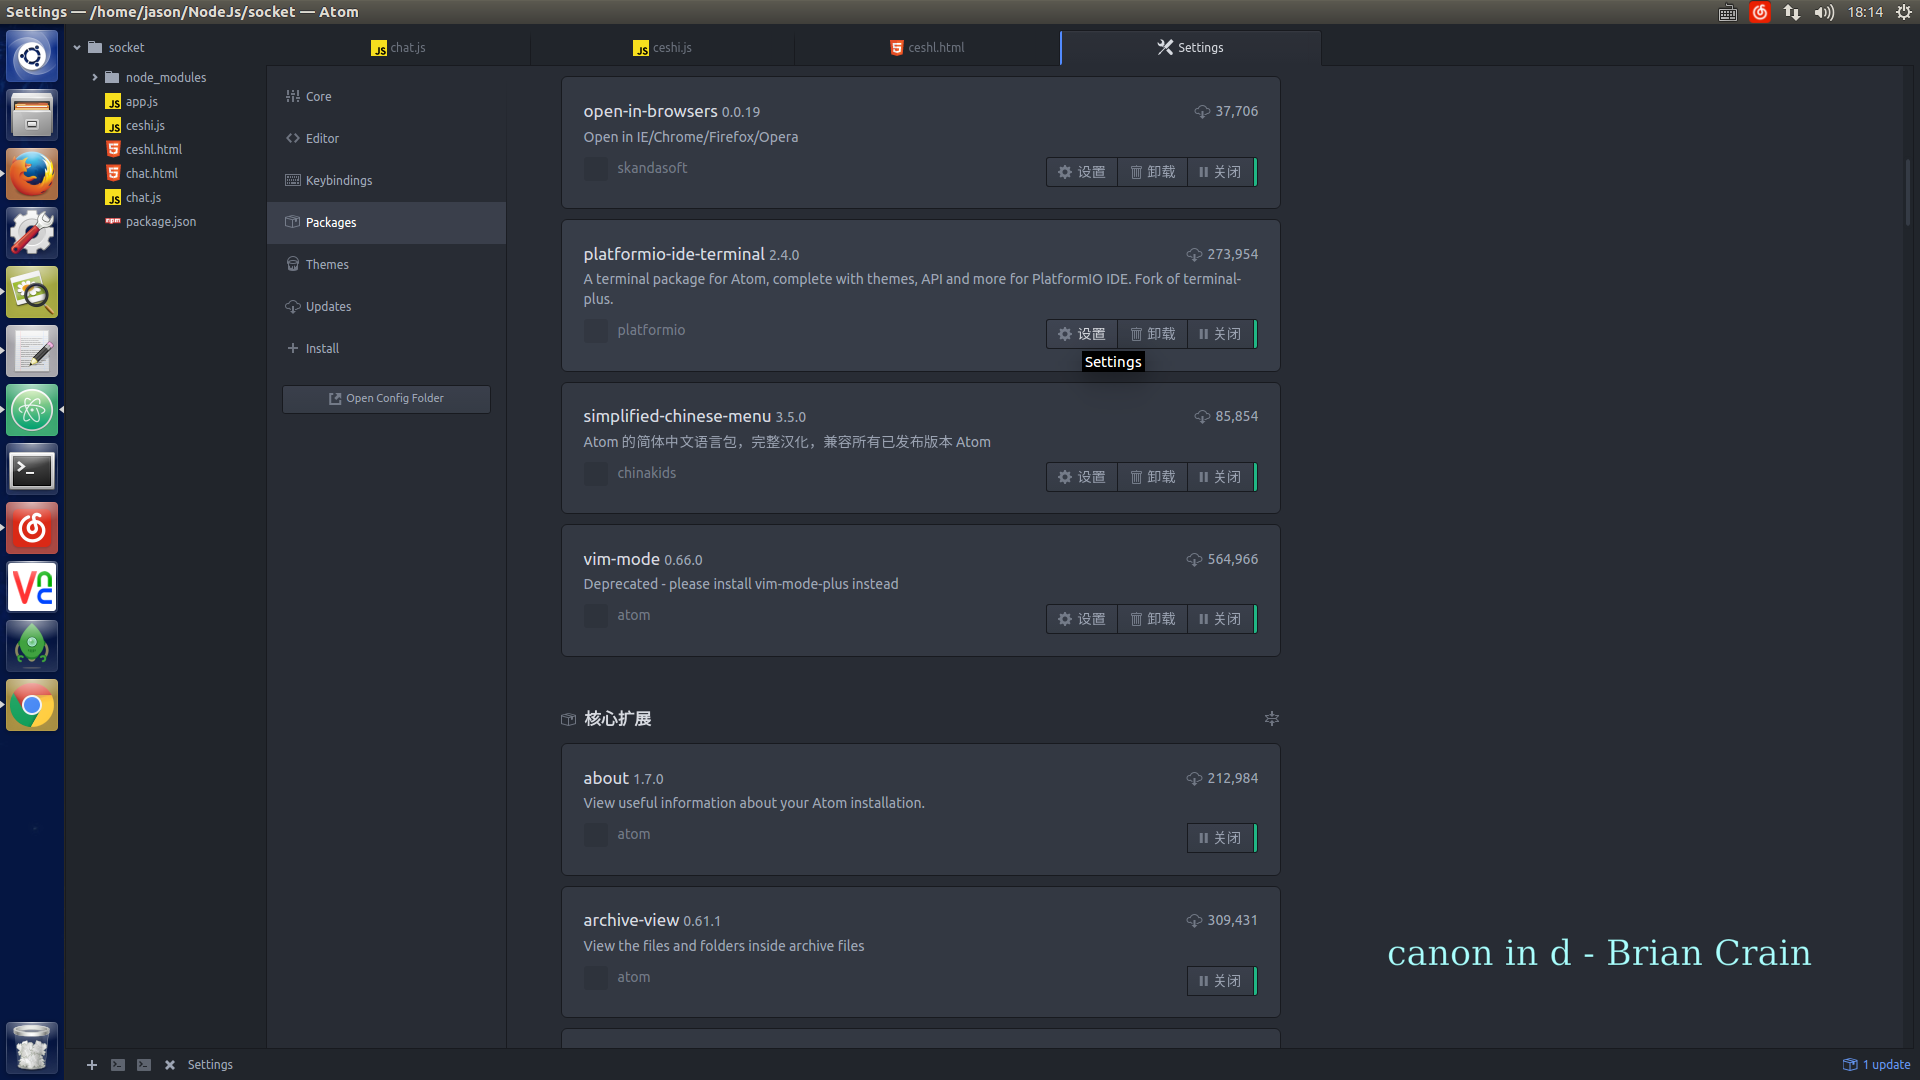 Settings — /home/jason/NodeJs/socket — Atom
18:14
socket
node_modules
app.js
ceshi.js
ceshl.html
chat.html
chat.js
package.json
chat.js
ceshi.js
ceshl.html
Settings
Core
Editor
Keybindings
Packages
Themes
Updates
Install
Open Config Folder
open-in-browsers 0.0.19
37,706
Open in IE/Chrome/Firefox/Opera
skandasoft
设置 卸载 关闭
platformio-ide-terminal 2.4.0
273,954
A terminal package for Atom, complete with themes, API and more for PlatformIO IDE. Fork of terminal-
plus.
platformio
设置 卸载 关闭
Settings
simplified-chinese-menu 3.5.0
85,854
Atom 的简体中文语言包，完整汉化，兼容所有已发布版本 Atom
chinakids
设置 卸载 关闭
vim-mode 0.66.0
564,966
Deprecated - please install vim-mode-plus instead
atom
设置 卸载 关闭
核心扩展
about 1.7.0
212,984
View useful information about your Atom installation.
atom
关闭
archive-view 0.61.1
309,431
View the files and folders inside archive files
atom
关闭
canon in d - Brian Crain
Settings
1 update